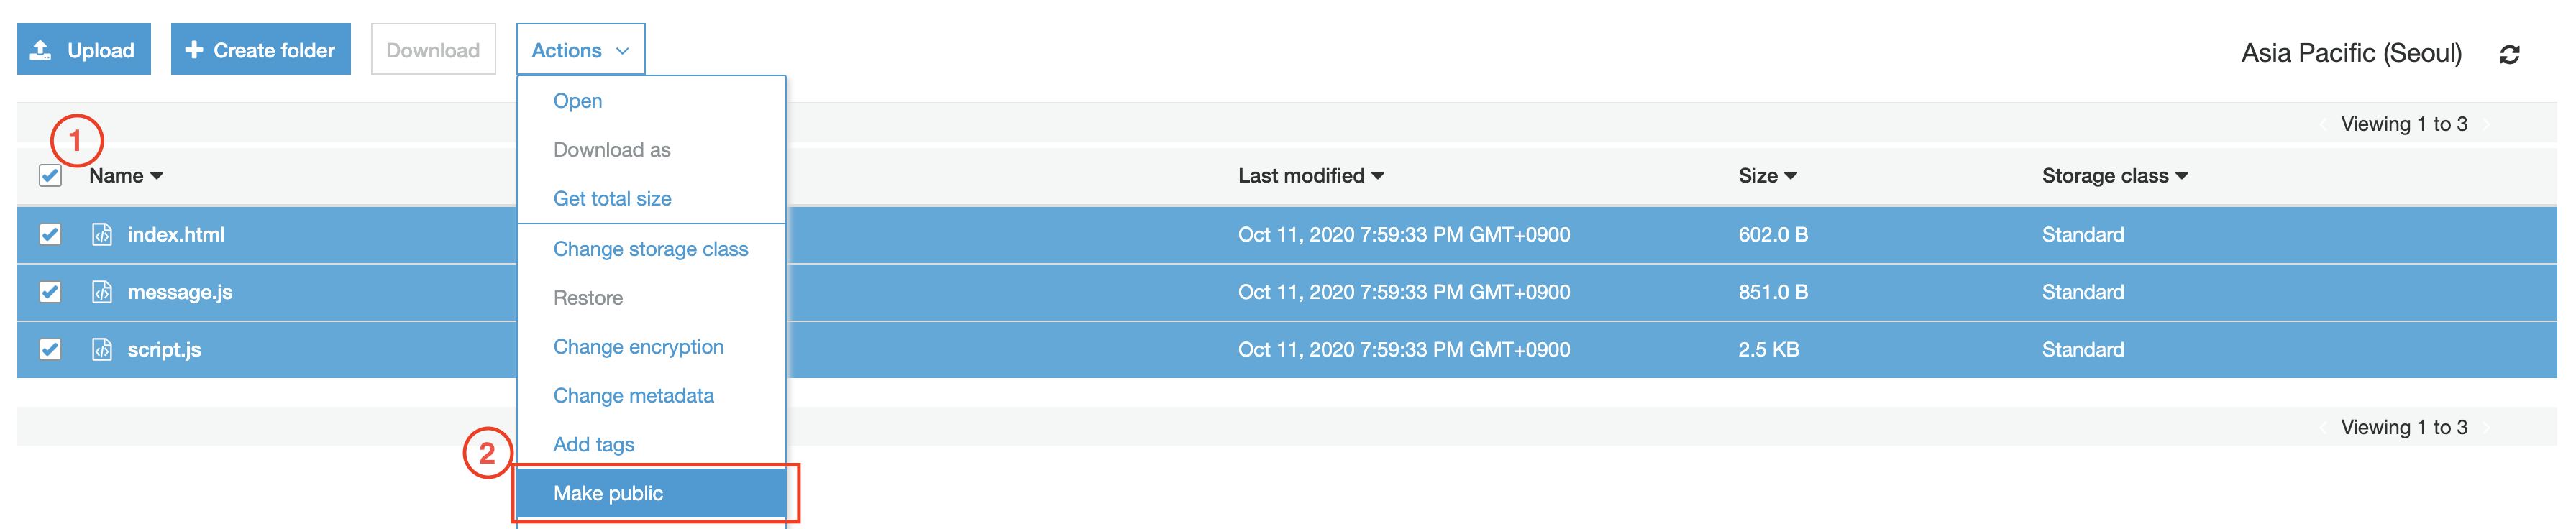 Upload
Create folder
Download
Actions
Asia Pacific (Seoul)
Open
Download as
Get total size
Change storage class
Restore
Change encryption
Change metadata
Add tags
Make public
Viewing 1 to 3
1
Name
Last modified
Size
Storage class
index.html Oct 11, 2020 7:59:33 PM GMT+0900 602.0 B Standard
message.js Oct 11, 2020 7:59:33 PM GMT+0900 851.0 B Standard
script.js Oct 11, 2020 7:59:33 PM GMT+0900 2.5 KB Standard
Viewing 1 to 3
2